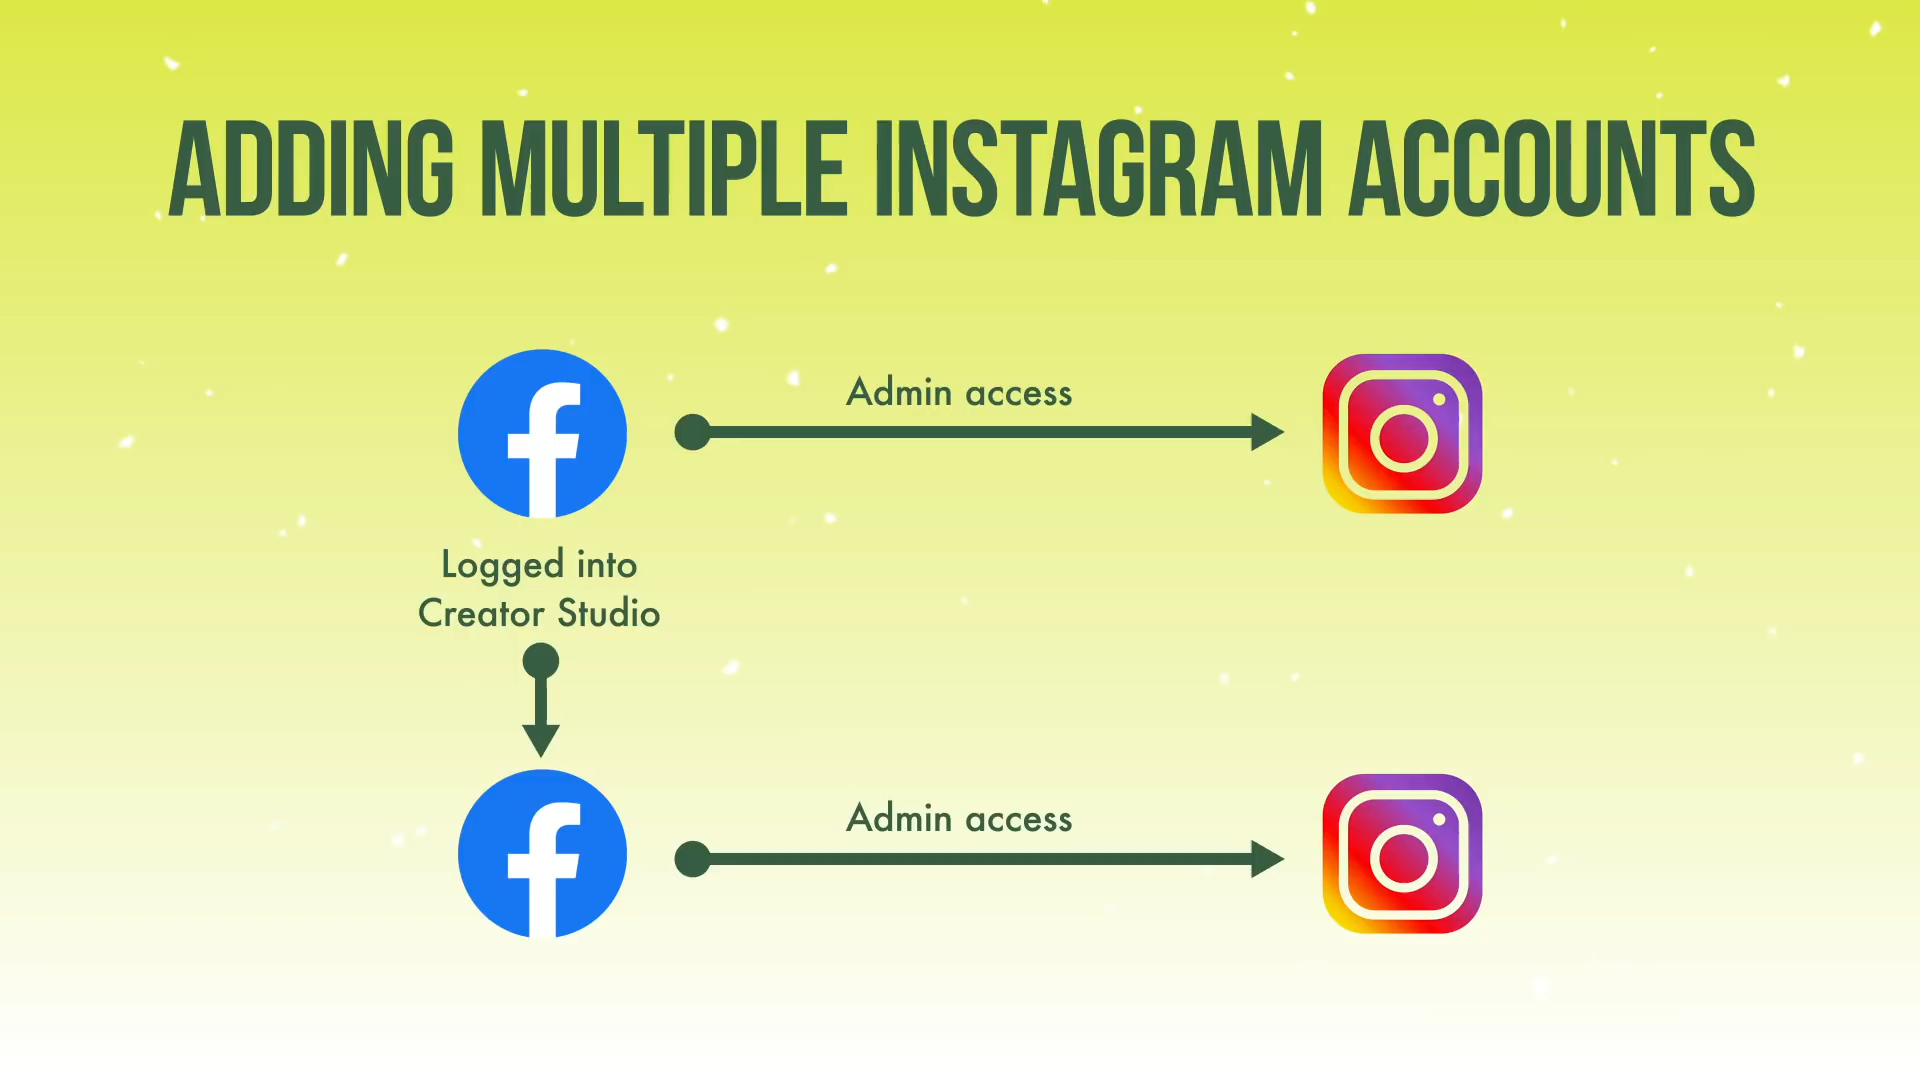 ADDING MULTIPLE INSTAGRAM ACCOUNTS
Admin access
Logged into
Creator Studio
Admin access